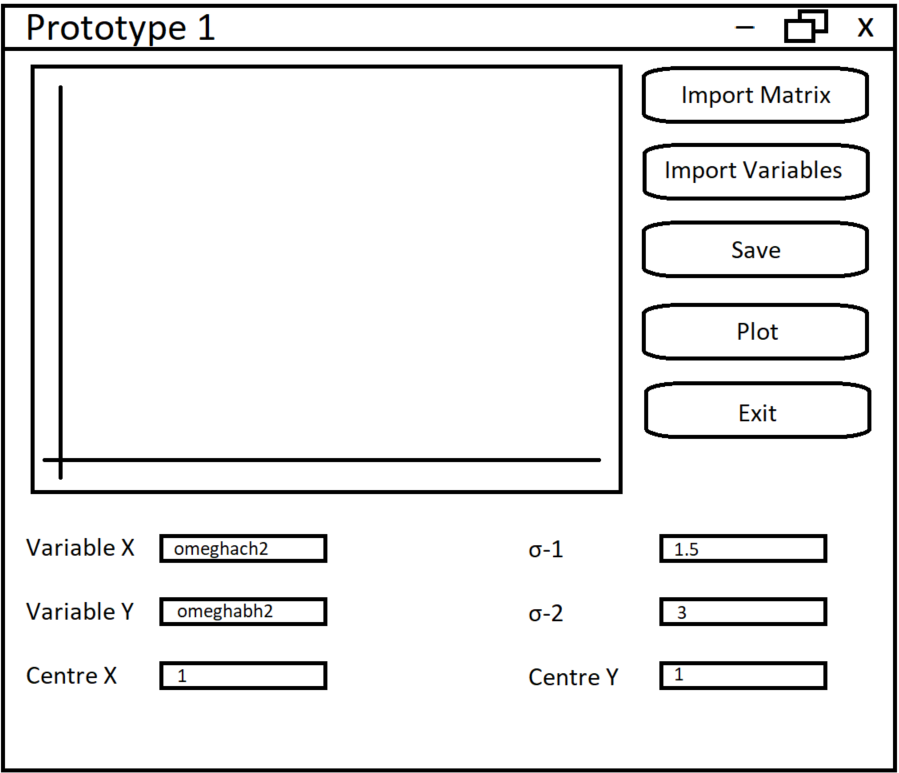 Prototype 1
X
Import Matrix
Import Variables
Save
Plot
Exit
Variable X omeghach2
σ-1 1.5
Variable Y omeghabh2
σ-2 3
Centre X 1
Centre Y 1